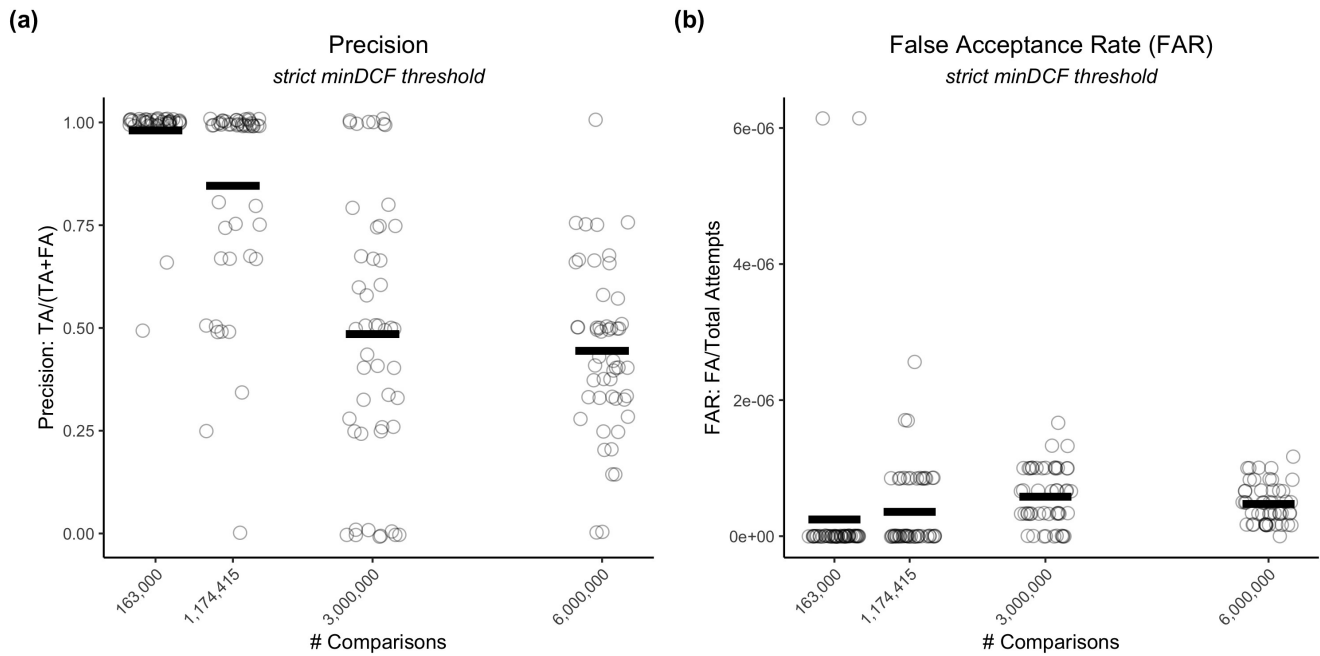 (a)
Precision
strict minDCF threshold
Precision: TA/(TA+FA)
1.00
0.75
0.50
0.25
0.00
163,000
1,174,415
3,000,000
6,000,000
# Comparisons
(b)
False Acceptance Rate (FAR)
strict minDCF threshold
FAR: FA/Total Attempts
6e-06
4e-06
2e-06
0e+00
163,000
1,174,415
3,000,000
6,000,000
# Comparisons